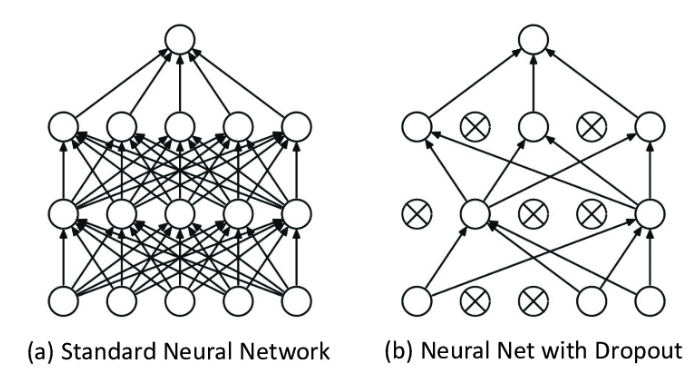 (a) Standard Neural Network
(b) Neural Net with Dropout